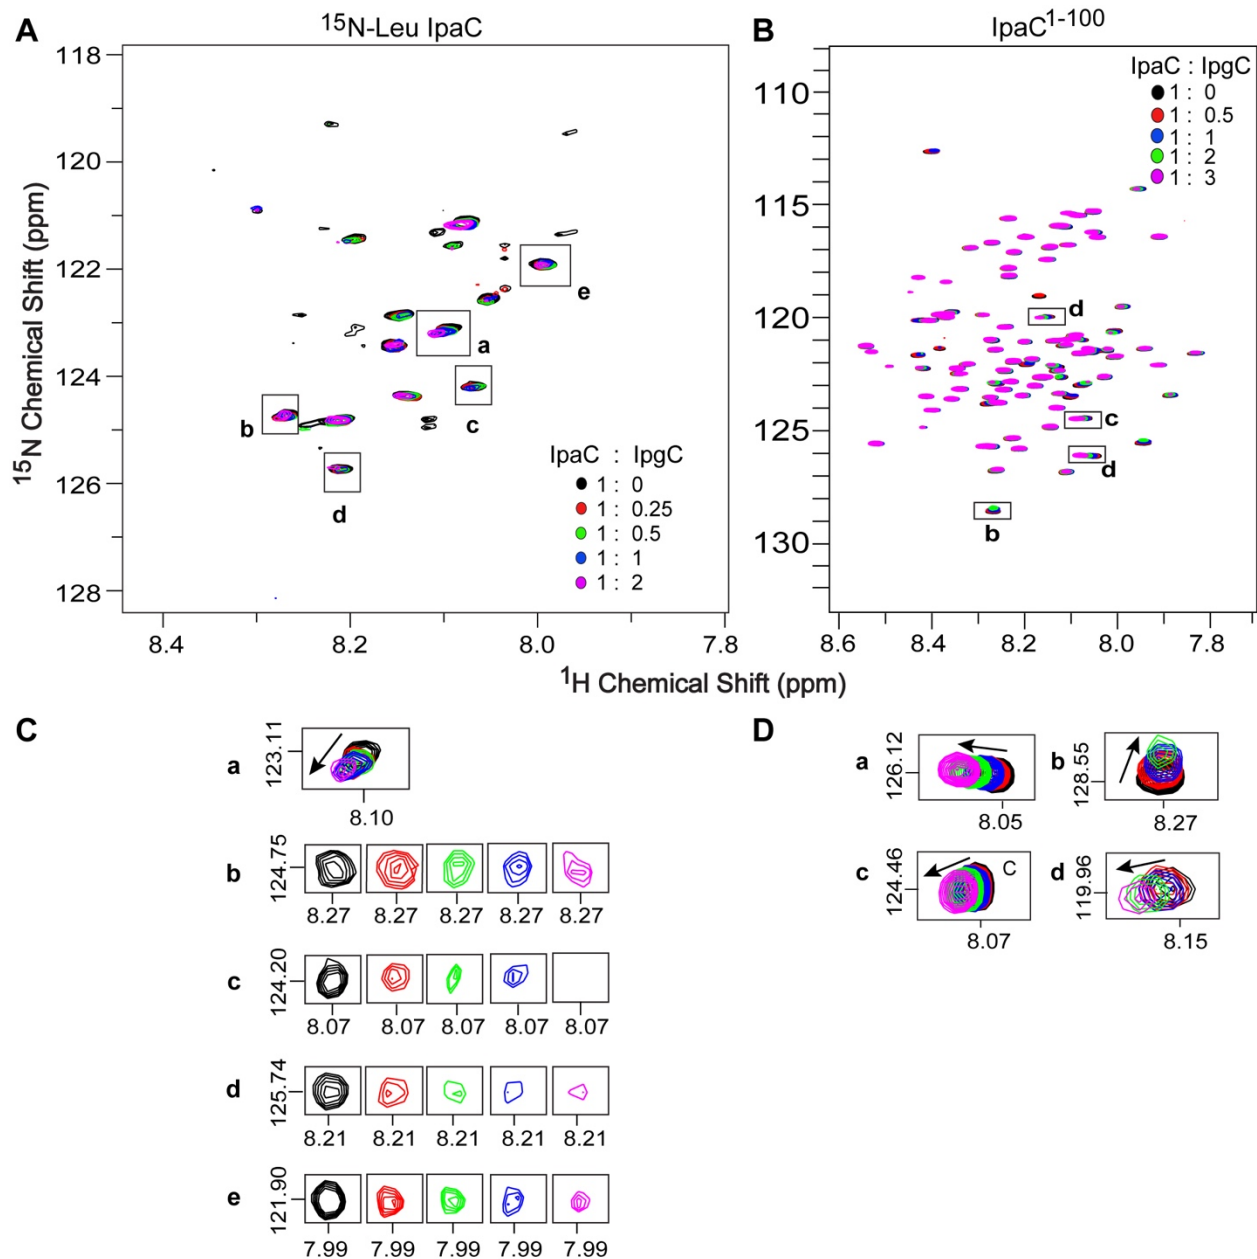 A
15N-Leu IpaC
B
IpaC1-100
118
120
122
124
126
128
15N Chemical Shift (ppm)
8.4
8.2
8.0
7.8
e
a
b
c
d
IpaC : IpgC
1 : 0
1 : 0.25
1 : 0.5
1 : 1
1 : 2
110
115
120
125
130
IpaC : IpgC
1 : 0
1 : 0.5
1 : 1
1 : 2
1 : 3
d
c
d
b
8.6
8.4
8.2
8.0
7.8
1H Chemical Shift (ppm)
C
a
123.11
8.10
b
124.75
8.27 8.27 8.27 8.27 8.27
c
124.20
8.07 8.07 8.07 8.07 8.07
d
125.74
8.21 8.21 8.21 8.21 8.21
e
121.90
7.99 7.99 7.99 7.99 7.99
D
a
126.12
8.05
b
128.55
8.27
c
124.46
C
8.07
d
119.96
8.15